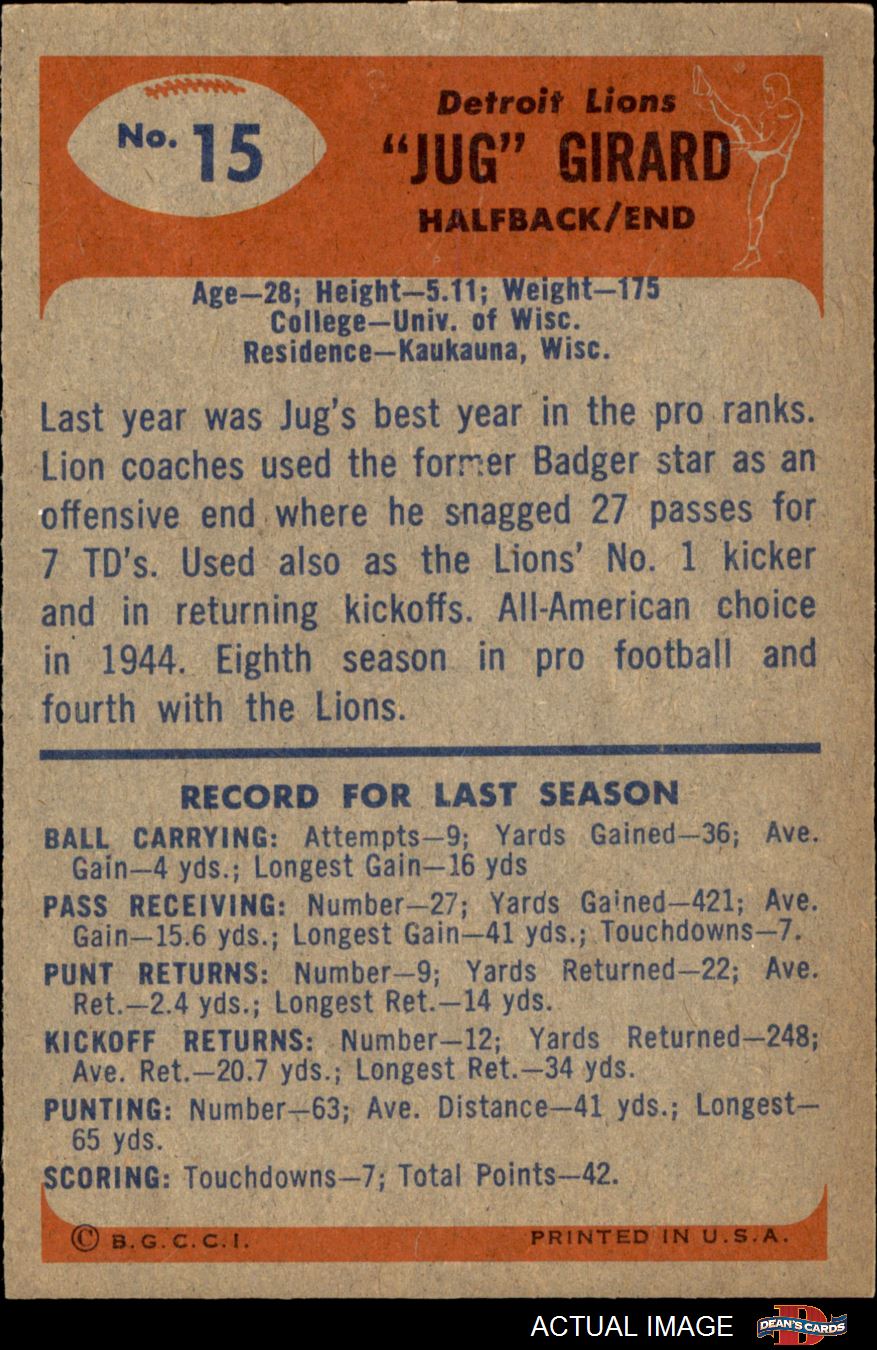 No. 15
Detroit Lions
"JUG" GIRARD
HALFBACK/END
Age—28; Height—5.11; Weight—175
College—Univ. of Wisc.
Residence—Kaukauna, Wisc.
Last year was Jug's best year in the pro ranks.
Lion coaches used the former Badger star as an
offensive end where he snagged 27 passes for
7 TD's. Used also as the Lions' No. 1 kicker
and in returning kickoffs. All-American choice
in 1944. Eighth season in pro football and
fourth with the Lions.
RECORD FOR LAST SEASON
BALL CARRYING: Attempts—9; Yards Gained—36; Ave.
Gain—4 yds.; Longest Gain—16 yds
PASS RECEIVING: Number—27; Yards Gained—421; Ave.
Gain—15.6 yds.; Longest Gain—41 yds.; Touchdowns—7.
PUNT RETURNS: Number—9; Yards Returned—22; Ave.
Ret.—2.4 yds.; Longest Ret.—14 yds.
KICKOFF RETURNS: Number—12; Yards Returned—248;
Ave. Ret.—20.7 yds.; Longest Ret.—34 yds.
PUNTING: Number—63; Ave. Distance—41 yds.; Longest—
65 yds.
SCORING: Touchdowns—7; Total Points—42.
© B.G.C.C.I. PRINTED IN U.S.A.
ACTUAL IMAGE D DEAN'S CARDS